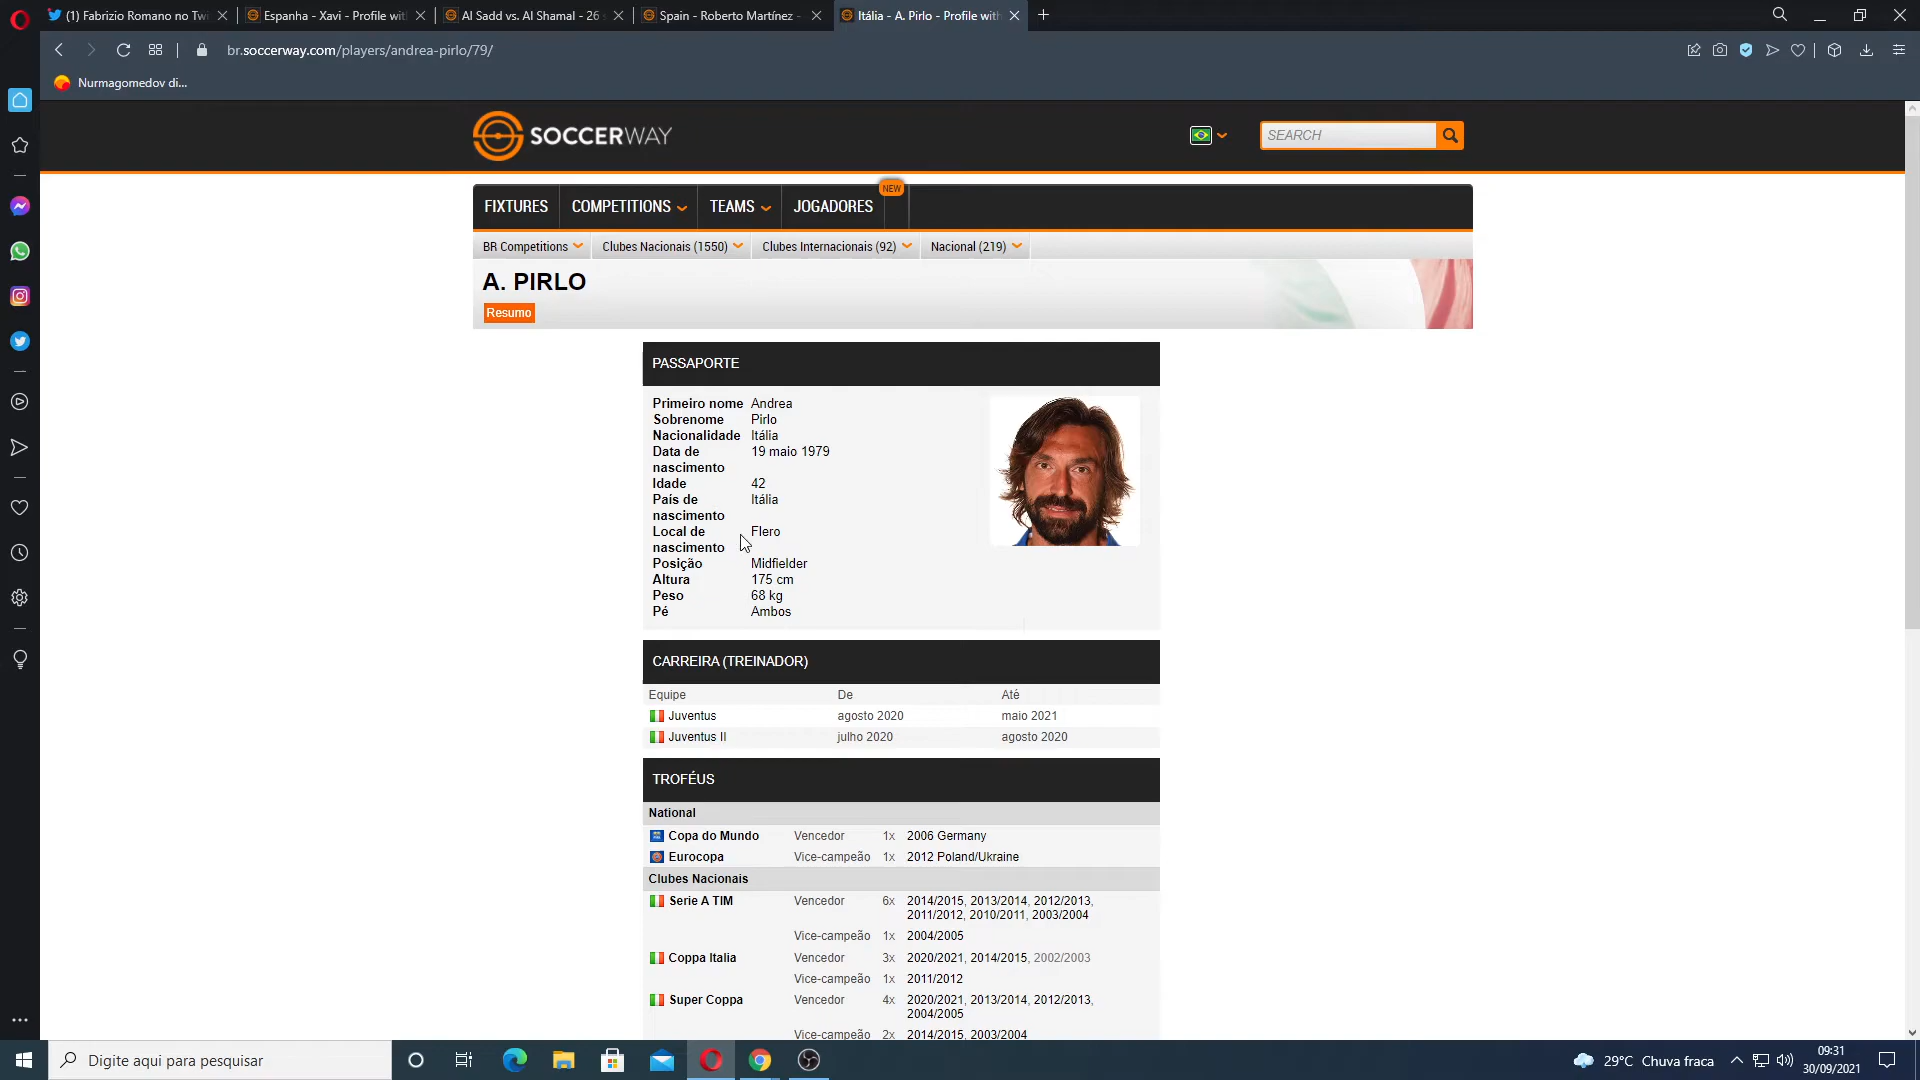 (1) Fabrizio Romano no Twi
Espanha - Xavi - Profile wit
Al Sadd vs. Al Shamal - 26
Spain - Roberto Martínez -
Itália - A. Pirlo - Profile with
br.soccerway.com/players/andrea-pirlo/79/
Nurmagomedov di...
SOCCERWAY
SEARCH
NEW
FIXTURES COMPETITIONS TEAMS JOGADORES
BR Competitions Clubes Nacionais (1550) Clubes Internacionais (92) Nacional (219)
A. PIRLO
Resumo
PASSAPORTE
Primeiro nome Andrea
Sobrenome Pirlo
Nacionalidade Itália
Data de 19 maio 1979
nascimento
Idade 42
País de Itália
nascimento
Local de Flero
nascimento
Posição Midfielder
Altura 175 cm
Peso 68 kg
Pé Ambos
CARREIRA (TREINADOR)
Equipe De Até
Juventus agosto 2020 maio 2021
Juventus II julho 2020 agosto 2020
TROFÉUS
National
Copa do Mundo Vencedor 1x 2006 Germany
Eurocopa Vice-campeão 1x 2012 Poland/Ukraine
Clubes Nacionais
Serie A TIM Vencedor 6x 2014/2015, 2013/2014, 2012/2013,
2011/2012, 2010/2011, 2003/2004
Vice-campeão 1x 2004/2005
Coppa Italia Vencedor 3x 2020/2021, 2014/2015, 2002/2003
Vice-campeão 1x 2011/2012
Super Coppa Vencedor 4x 2020/2021, 2013/2014, 2012/2013,
2004/2005
Vice-campeão 2x 2014/2015, 2003/2004
Digite aqui para pesquisar
29°C Chuva fraca
09:31
30/09/2021